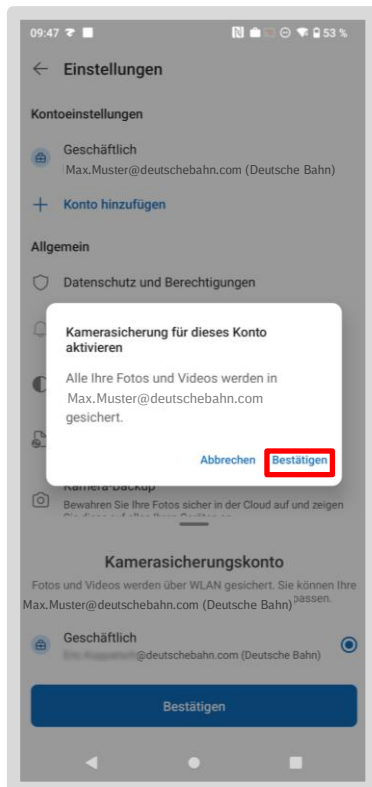 09:47 53 %
Einstellungen
Kontoeinstellungen
Geschäftlich
Max.Muster@deutschebahn.com (Deutsche Bahn)
Konto hinzufügen
Allgemein
Datenschutz und Berechtigungen
Kamerasicherung für dieses Konto
aktivieren
Alle Ihre Fotos und Videos werden in
Max.Muster@deutschebahn.com
gesichert.
Abbrechen Bestätigen
Kamera-Backup
Bewahren Sie Ihre Fotos sicher in der Cloud auf und zeigen
Kamerasicherungskonto
Fotos und Videos werden über WLAN gesichert. Sie können Ihre
Max.Muster@deutschebahn.com (Deutsche Bahn) passen.
Geschäftlich
@deutschebahn.com (Deutsche Bahn)
Bestätigen